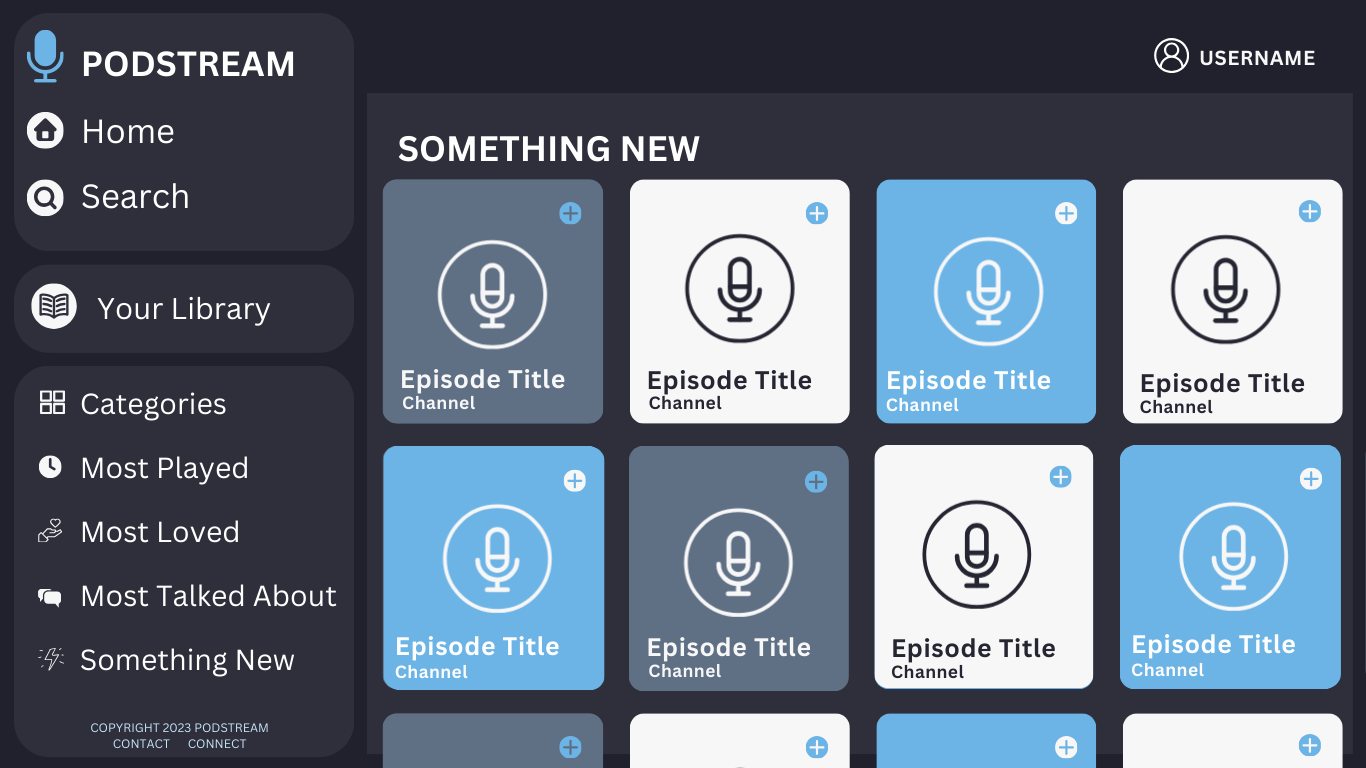 PODSTREAM
Home
Search
Your Library
Categories
Most Played
Most Loved
Most Talked About
Something New
COPYRIGHT 2023 PODSTREAM
CONTACT CONNECT
USERNAME
SOMETHING NEW
Episode Title
Channel
Episode Title
Channel
Episode Title
Channel
Episode Title
Channel
Episode Title
Channel
Episode Title
Channel
Episode Title
Channel
Episode Title
Channel